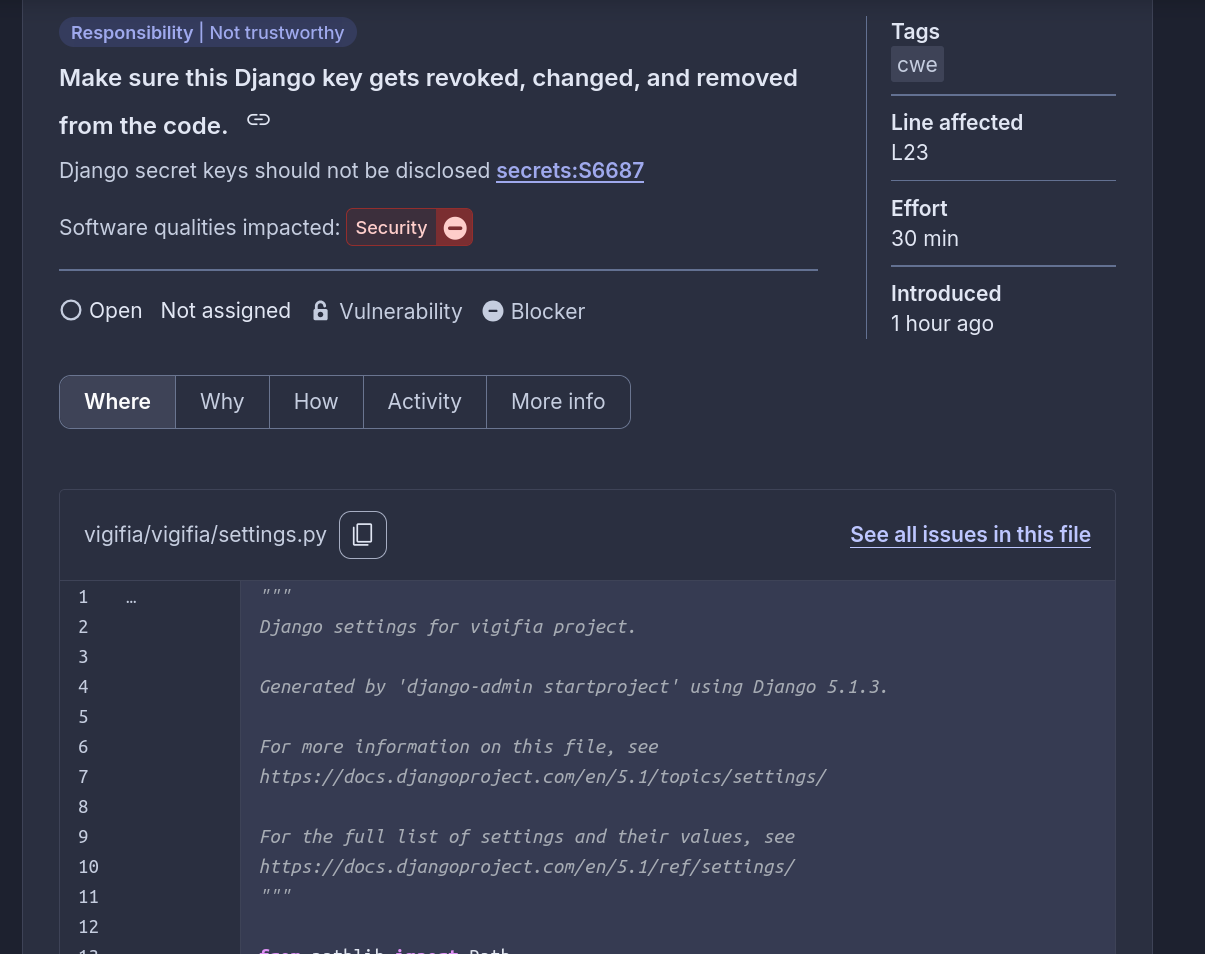 Responsibility | Not trustworthy
Make sure this Django key gets revoked, changed, and removed
from the code.
Django secret keys should not be disclosed secrets:S6687
Software qualities impacted: Security
Open Not assigned Vulnerability Blocker
Tags
cwe
Line affected
L23
Effort
30 min
Introduced
1 hour ago
Where Why How Activity More info
vigifia/vigifia/settings.py See all issues in this file
1 … """
2 Django settings for vigifia project.
3
4 Generated by 'django-admin startproject' using Django 5.1.3.
5
6 For more information on this file, see
7 https://docs.djangoproject.com/en/5.1/topics/settings/
8
9 For the full list of settings and their values, see
10 https://docs.djangoproject.com/en/5.1/ref/settings/
11 """
12
13 from pathlib import Path